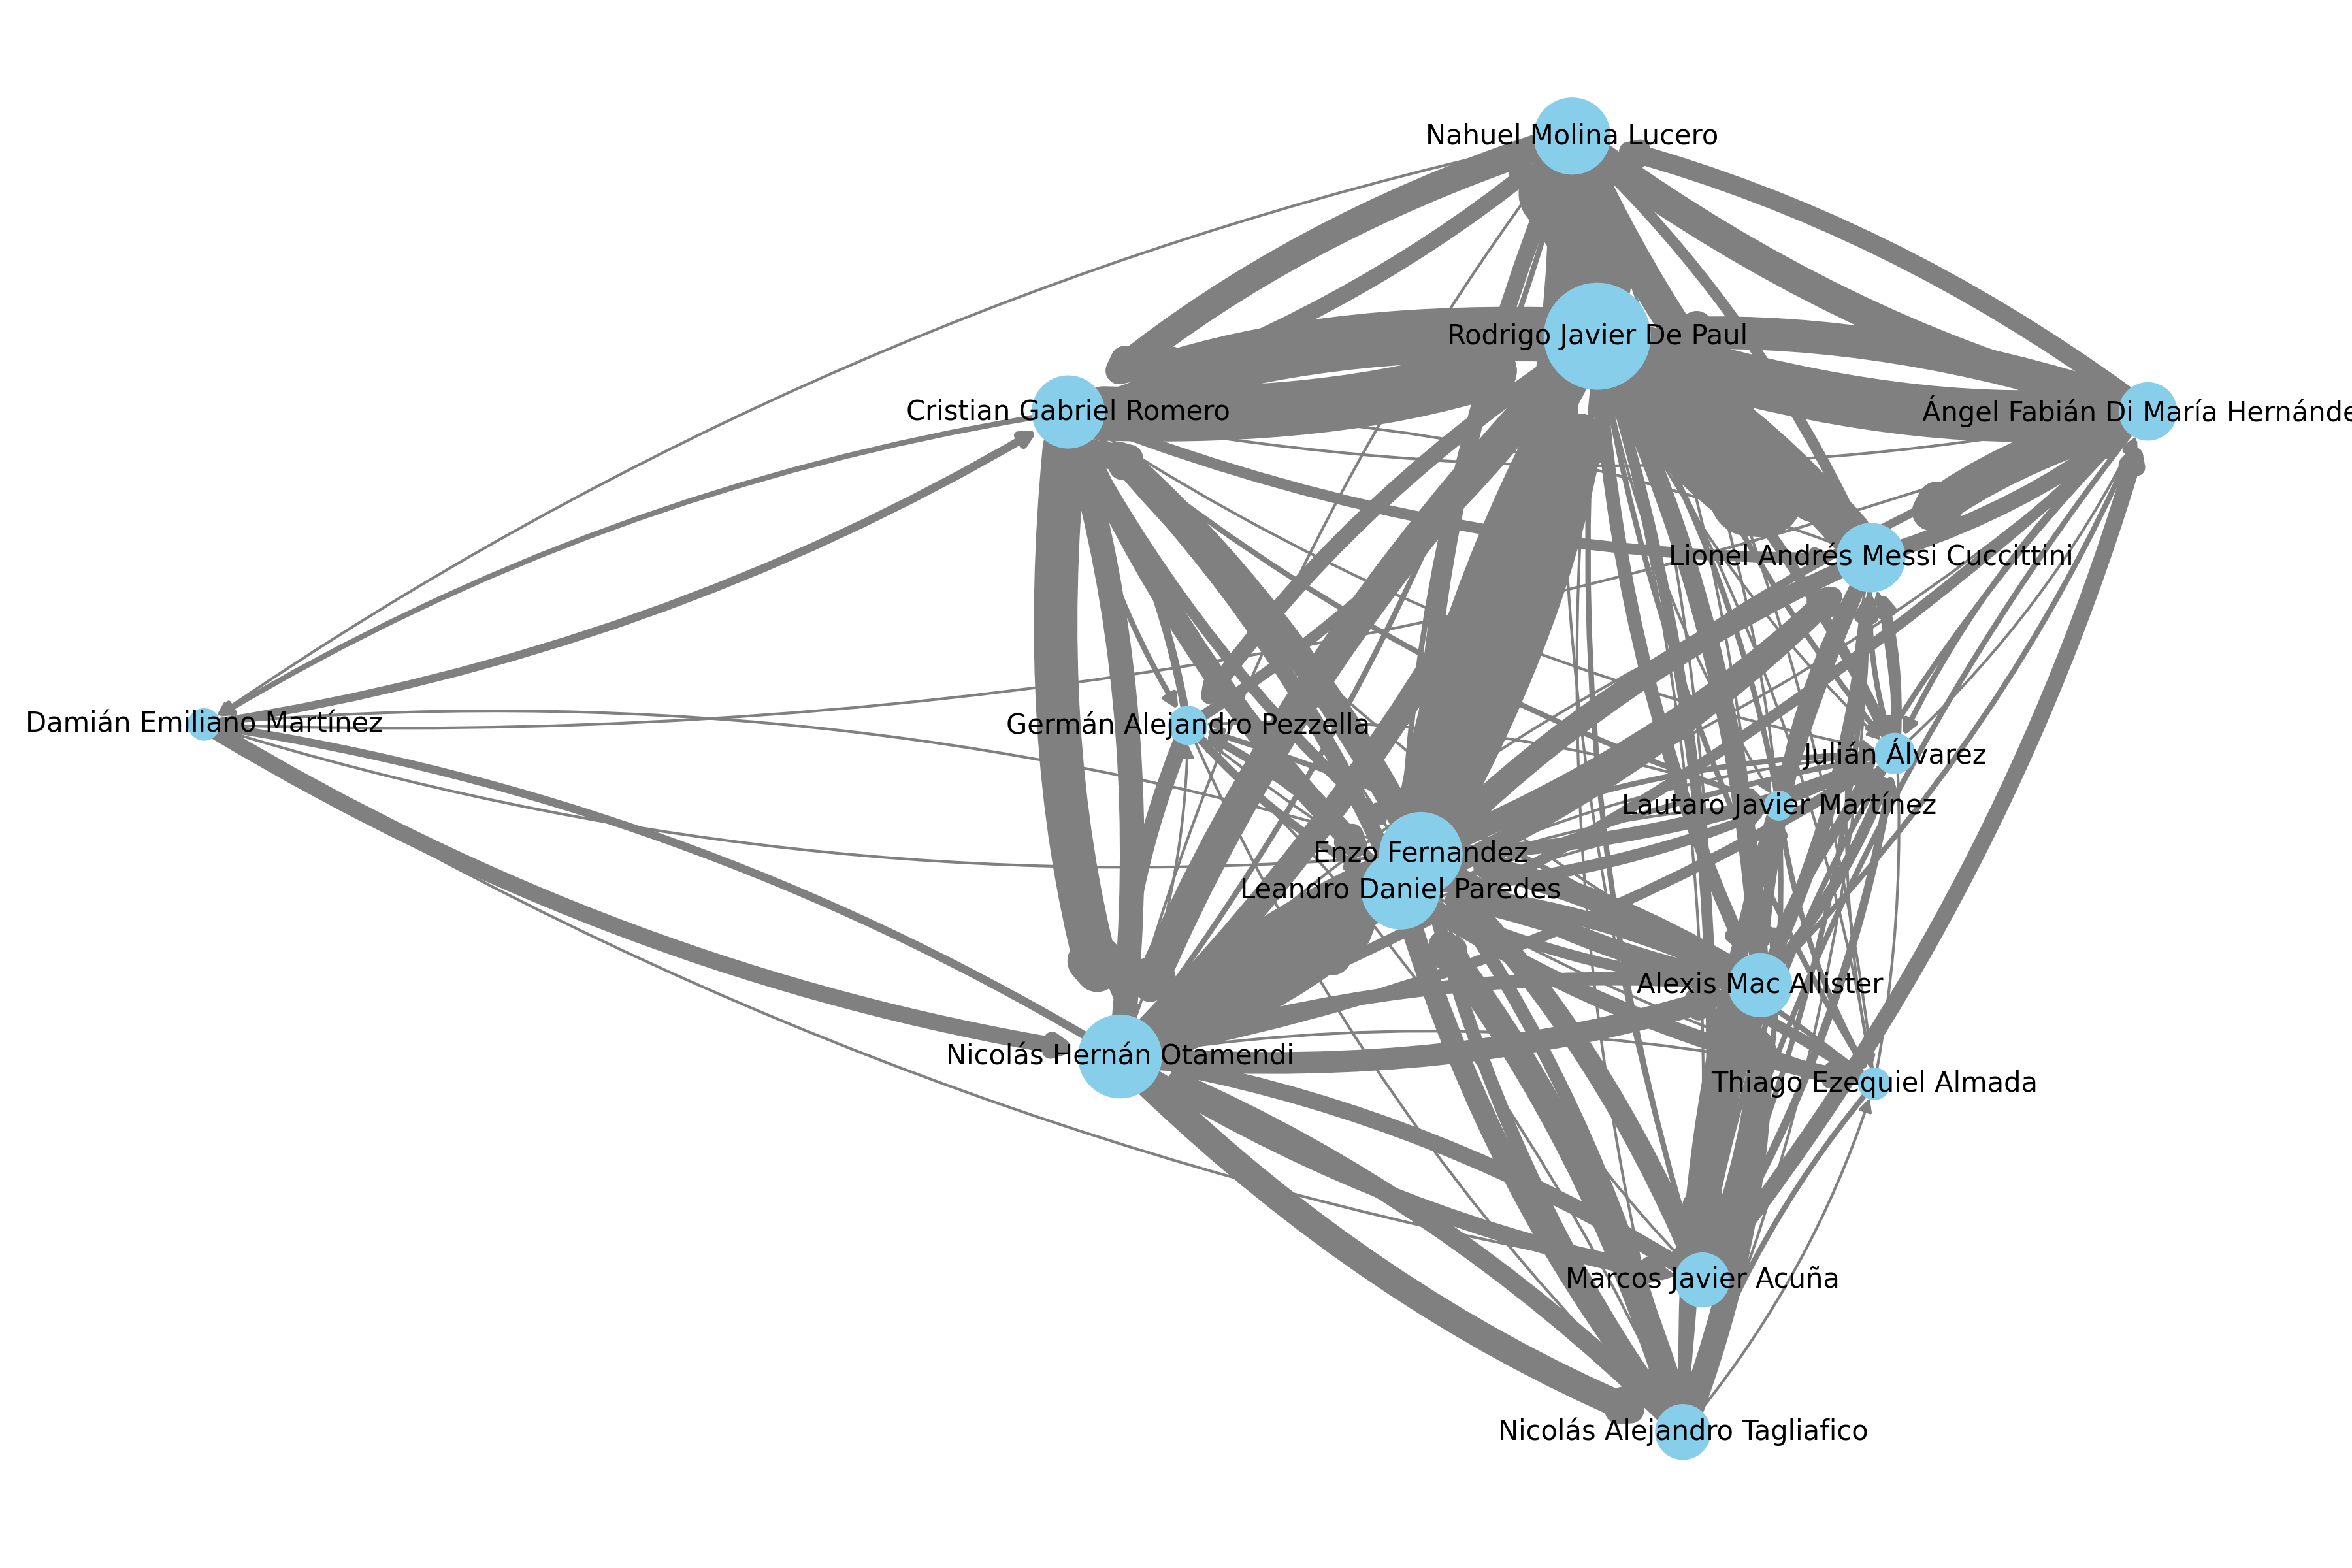 Nahuel Molina Lucero
Rodrigo Javier De Paul
Cristian Gabriel Romero
Ángel Fabián Di María Hernánde
Lionel Andrés Messi Cuccittini
Damián Emiliano Martínez
Germán Alejandro Pezzella
Julián Álvarez
Lautaro Javier Martínez
Enzo Fernandez
Leandro Daniel Paredes
Alexis Mac Allister
Nicolás Hernán Otamendi
Thiago Ezequiel Almada
Marcos Javier Acuña
Nicolás Alejandro Tagliafico